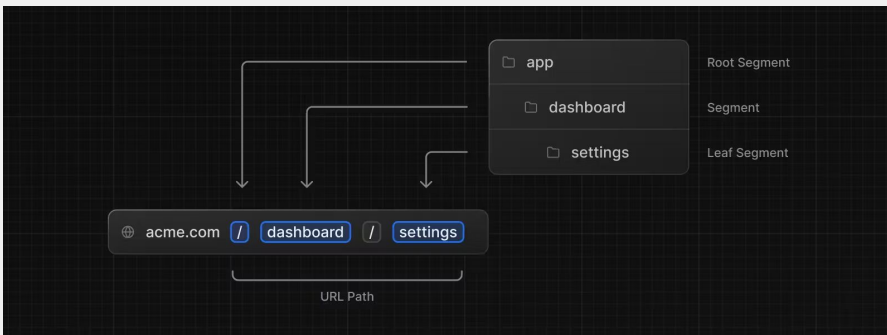 app Root Segment
dashboard Segment
settings Leaf Segment
acme.com / dashboard / settings
URL Path